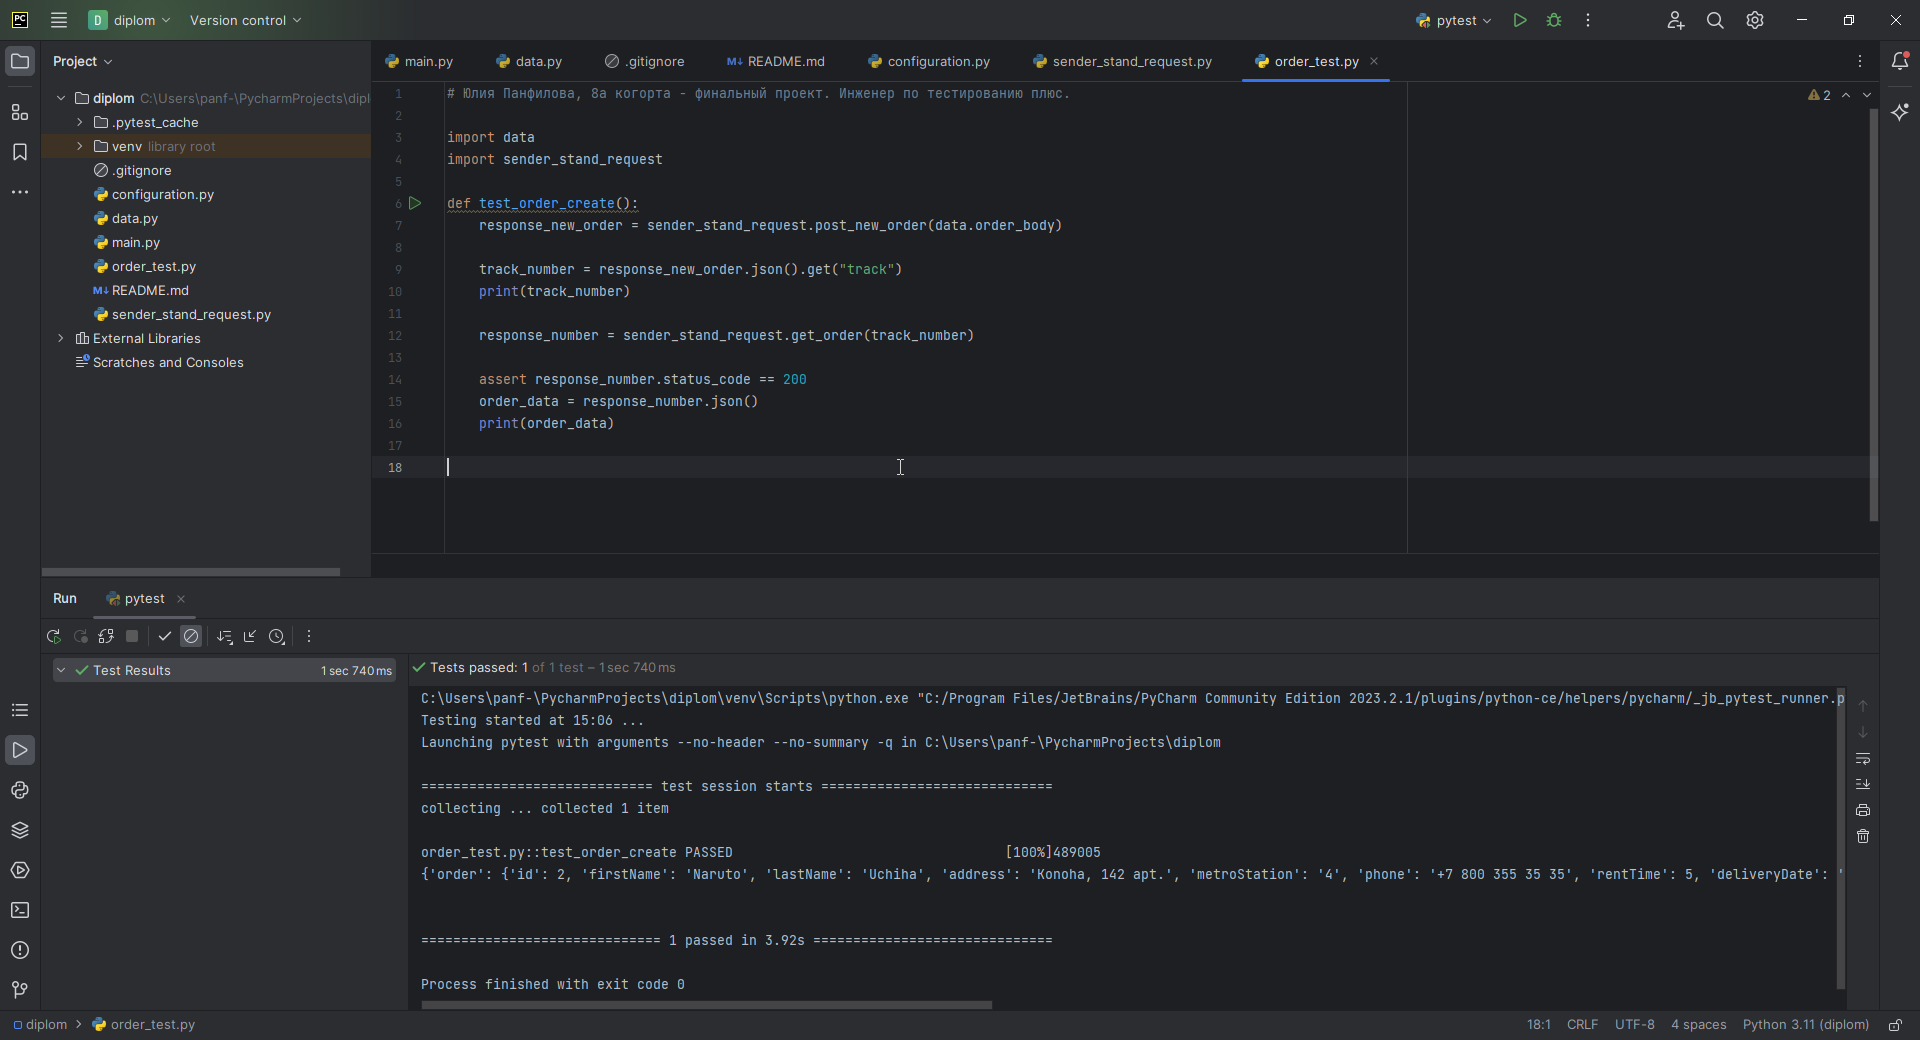 PC
D diplom
Version control
pytest
Project
main.py
data.py
.gitignore
M↓ README.md
configuration.py
sender_stand_request.py
order_test.py
diplom C:\Users\panf-\PycharmProjects\dipl
.pytest_cache
venv library root
.gitignore
configuration.py
data.py
main.py
order_test.py
M↓ README.md
sender_stand_request.py
External Libraries
Scratches and Consoles
2
1 # Юлия Панфилова, 8а когорта - финальный проект. Инженер по тестированию плюс.
2
3 import data
4 import sender_stand_request
5
6 def test_order_create():
7 response_new_order = sender_stand_request.post_new_order(data.order_body)
8
9 track_number = response_new_order.json().get("track")
10 print(track_number)
11
12 response_number = sender_stand_request.get_order(track_number)
13
14 assert response_number.status_code == 200
15 order_data = response_number.json()
16 print(order_data)
17
18
Run
pytest
Test Results 1 sec 740 ms
Tests passed: 1 of 1 test – 1 sec 740 ms
C:\Users\panf-\PycharmProjects\diplom\venv\Scripts\python.exe "C:/Program Files/JetBrains/PyCharm Community Edition 2023.2.1/plugins/python-ce/helpers/pycharm/_jb_pytest_runner.p
Testing started at 15:06 ...
Launching pytest with arguments --no-header --no-summary -q in C:\Users\panf-\PycharmProjects\diplom
============================= test session starts =============================
collecting ... collected 1 item
order_test.py::test_order_create PASSED [100%]489005
{'order': {'id': 2, 'firstName': 'Naruto', 'lastName': 'Uchiha', 'address': 'Konoha, 142 apt.', 'metroStation': '4', 'phone': '+7 800 355 35 35', 'rentTime': 5, 'deliveryDate': '
============================== 1 passed in 3.92s ==============================
Process finished with exit code 0
diplom
order_test.py
18:1 CRLF UTF-8 4 spaces Python 3.11 (diplom)